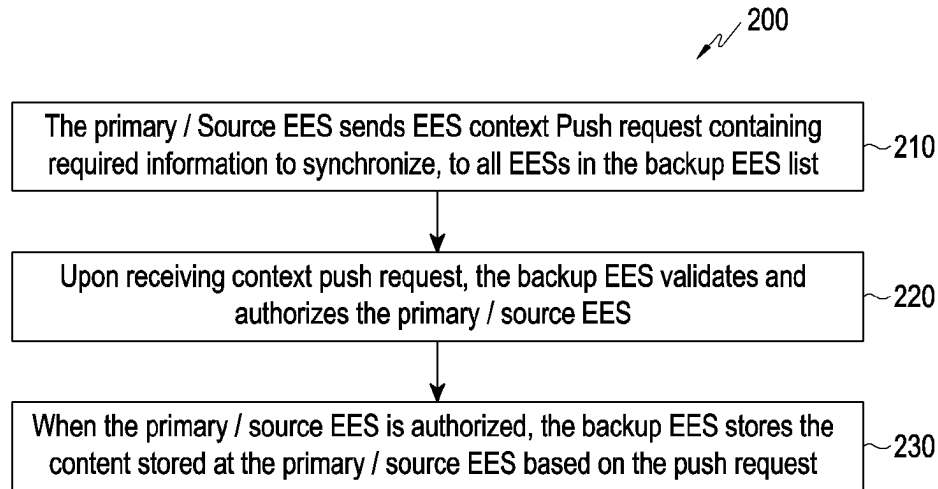 200
The primary / Source EES sends EES context Push request containing
required information to synchronize, to all EESs in the backup EES list
210
Upon receiving context push request, the backup EES validates and
authorizes the primary / source EES
220
When the primary / source EES is authorized, the backup EES stores the
content stored at the primary / source EES based on the push request
230